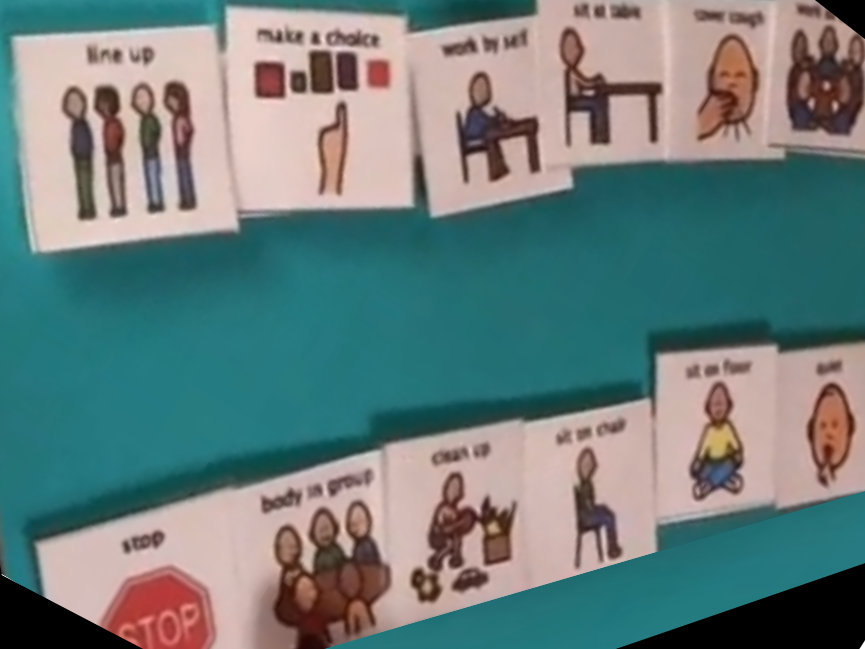 line up
make a choice
work by self
sit at table
cover cough
stop
STOP
body in group
clean up
sit on chair
sit on floor
quiet